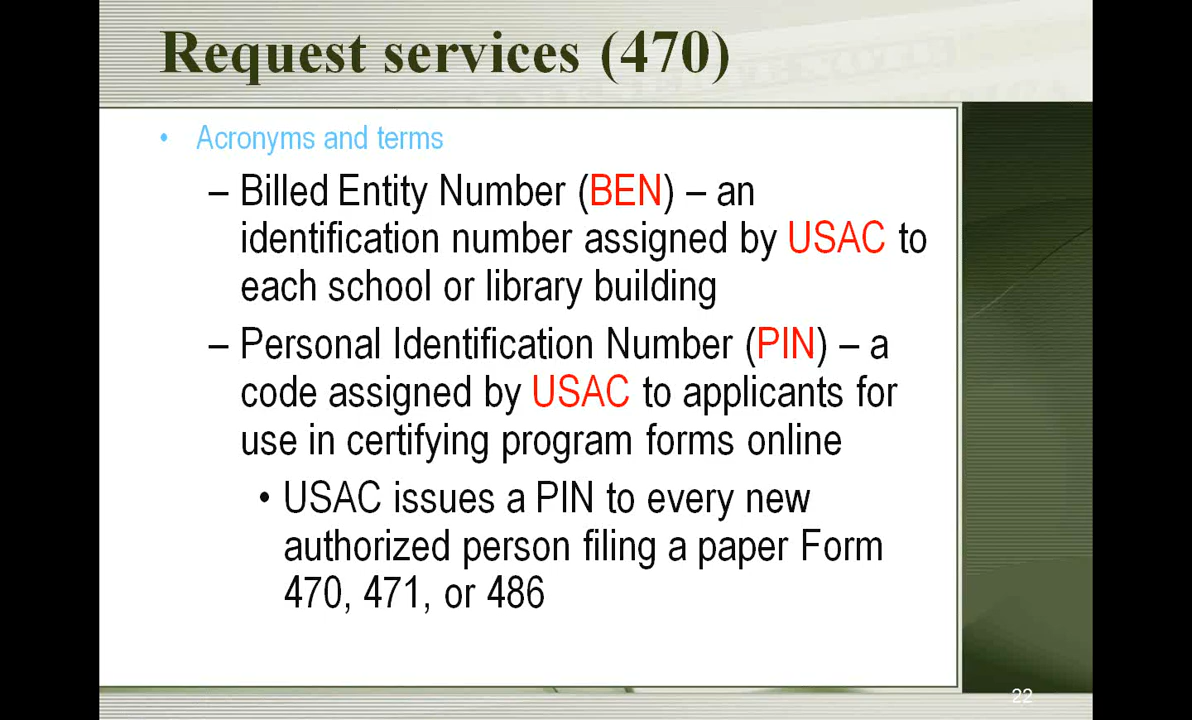 Request services (470)
• Acronyms and terms
– Billed Entity Number (BEN) – an
identification number assigned by USAC to
each school or library building
– Personal Identification Number (PIN) – a
code assigned by USAC to applicants for
use in certifying program forms online
• USAC issues a PIN to every new
authorized person filing a paper Form
470, 471, or 486
22